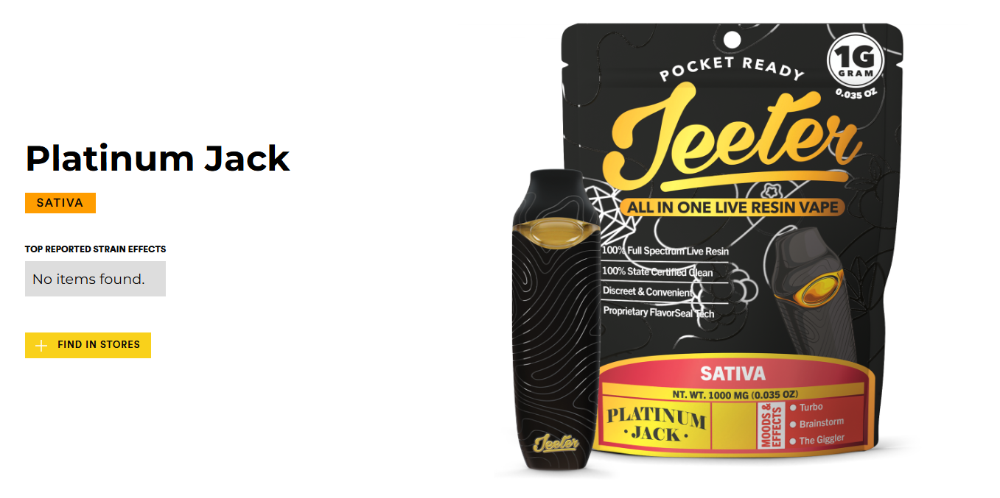 Platinum Jack
SATIVA
TOP REPORTED STRAIN EFFECTS
No items found.
FIND IN STORES
POCKET READY
1G
GRAM
0.035 OZ
Jeeter
ALL IN ONE LIVE RESIN VAPE
100% Full Spectrum Live Resin
100% State Certified Clean
Discreet & Convenient
Proprietary FlavorSeal Tech
SATIVA
NT. WT. 1000 MG (0.035 OZ)
PLATINUM
· JACK ·
MOODS &
EFFECTS
Turbo
Brainstorm
The Giggler
Jeeter